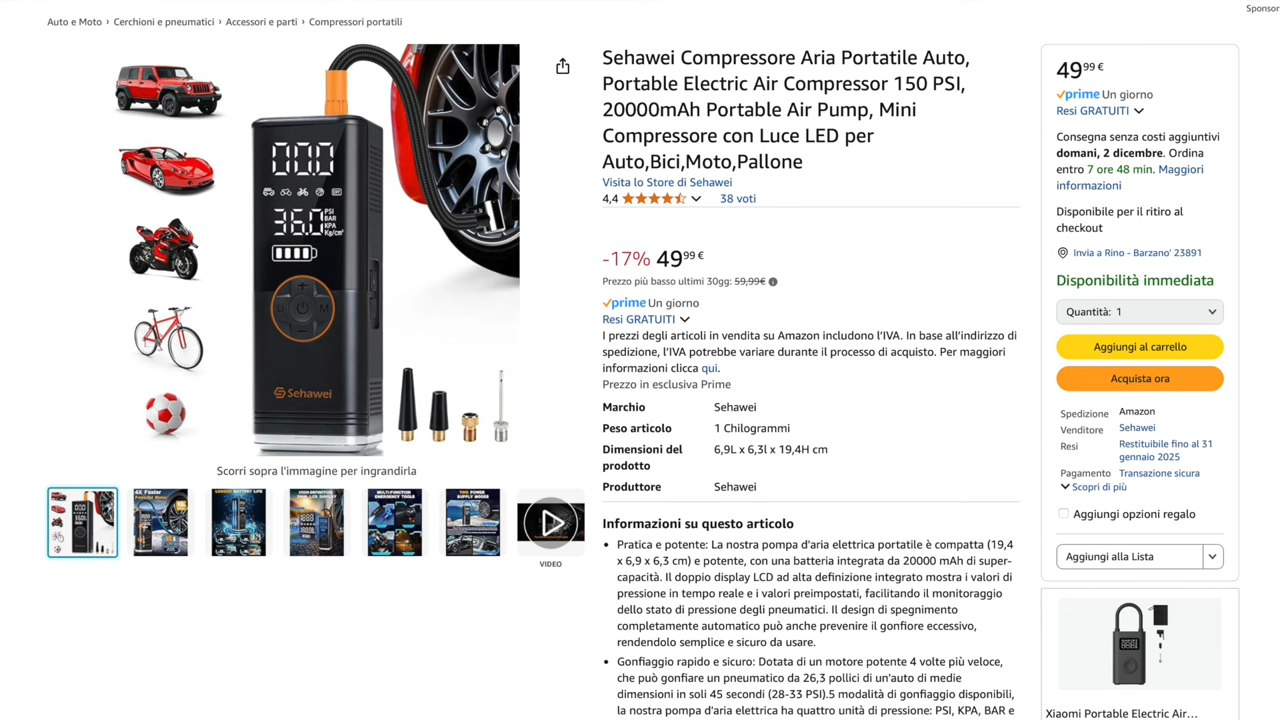 Sponsor
Auto e Moto › Cerchioni e pneumatici › Accessori e parti › Compressori portatili
000
36.0
PSI
BAR
KPA
Kg/cm²
M
Sehawei
Scorri sopra l'immagine per ingrandirla
4X Faster
LONGER BATTERY LIFE
HIGH-DEFINITION
MULTI-FUNCTION
EMERGENCY TOOLS
TWO POWER
SUPPLY MODES
VIDEO
Sehawei Compressore Aria Portatile Auto,
Portable Electric Air Compressor 150 PSI,
20000mAh Portable Air Pump, Mini
Compressore con Luce LED per
Auto,Bici,Moto,Pallone
Visita lo Store di Sehawei
4,4 38 voti
-17% 49,99 €
Prezzo più basso ultimi 30gg: 59,99€
prime Un giorno
Resi GRATUITI
I prezzi degli articoli in vendita su Amazon includono l'IVA. In base all'indirizzo di
spedizione, l'IVA potrebbe variare durante il processo di acquisto. Per maggiori
informazioni clicca qui.
Prezzo in esclusiva Prime
Marchio Sehawei
Peso articolo 1 Chilogrammi
Dimensioni del 6,9L x 6,3l x 19,4H cm
prodotto
Produttore Sehawei
Informazioni su questo articolo
• Pratica e potente: La nostra pompa d'aria elettrica portatile è compatta (19,4
x 6,9 x 6,3 cm) e potente, con una batteria integrata da 20000 mAh di super-
capacità. Il doppio display LCD ad alta definizione integrato mostra i valori di
pressione in tempo reale e i valori preimpostati, facilitando il monitoraggio
dello stato di pressione degli pneumatici. Il design di spegnimento
completamente automatico può anche prevenire il gonfiore eccessivo,
rendendolo semplice e sicuro da usare.
• Gonfiaggio rapido e sicuro: Dotata di un motore potente 4 volte più veloce,
che può gonfiare un pneumatico da 26,3 pollici di un'auto di medie
dimensioni in soli 45 secondi (28-33 PSI).5 modalità di gonfiaggio disponibili,
la nostra pompa d'aria elettrica ha quattro unità di pressione: PSI, KPA, BAR e
49,99 €
prime Un giorno
Resi GRATUITI
Consegna senza costi aggiuntivi
domani, 2 dicembre. Ordina
entro 7 ore 48 min. Maggiori
informazioni
Disponibile per il ritiro al
checkout
Invia a Rino - Barzano' 23891
Disponibilità immediata
Quantità: 1
Aggiungi al carrello
Acquista ora
Spedizione Amazon
Venditore Sehawei
Resi Restituibile fino al 31
gennaio 2025
Pagamento Transazione sicura
Scopri di più
Aggiungi opzioni regalo
Aggiungi alla Lista
Xiaomi Portable Electric Air...